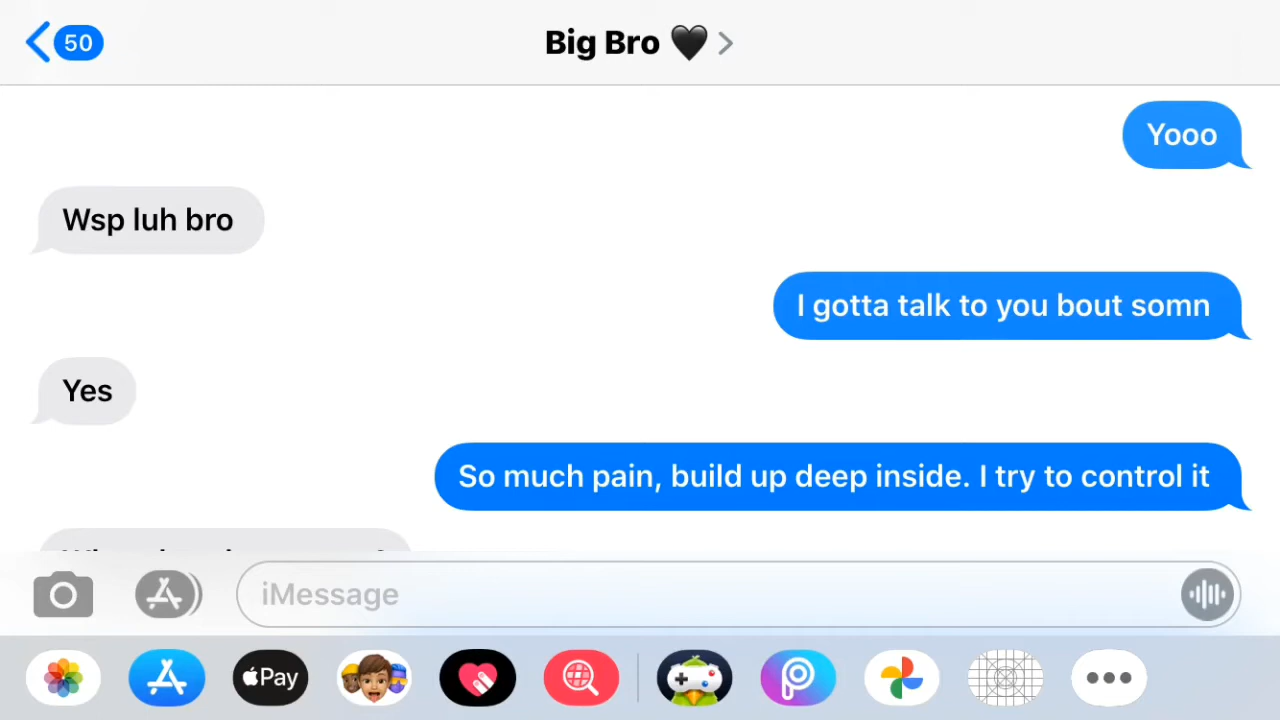 50
Big Bro 🖤
Yooo
Wsp luh bro
I gotta talk to you bout somn
Yes
So much pain, build up deep inside. I try to control it
iMessage
Pay